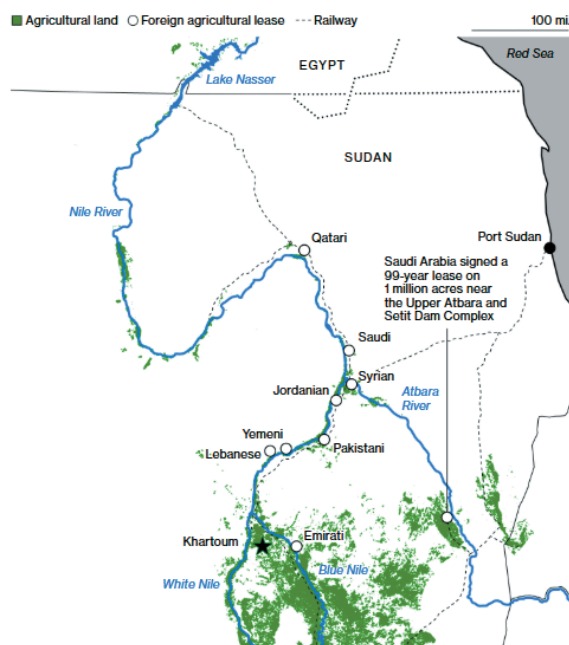 Agricultural land Foreign agricultural lease Railway
100 mi.
Red Sea
EGYPT
Lake Nasser
SUDAN
Nile River
Qatari
Port Sudan
Saudi Arabia signed a
99-year lease on
1 million acres near
the Upper Atbara and
Setit Dam Complex
Saudi
Syrian
Jordanian
Atbara
River
Yemeni
Lebanese
Pakistani
Khartoum
Emirati
Blue Nile
White Nile